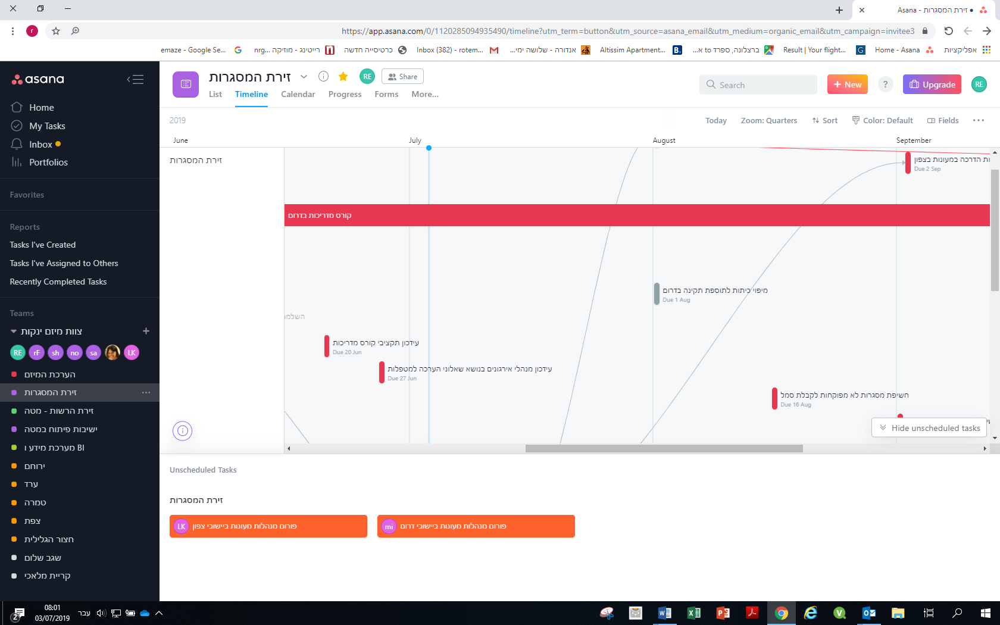 Asana - זירת המסגרות •
https://app.asana.com/0/1120285094935490/timeline?utm_term=button&utm_source=asana_email&utm_medium=organic_email&utm_campaign=invitee3
r
emaze - Google Se...
nrg... רייטינג - מוזיקה
כרטיסייה חדשה
Inbox (382) - rotem...
אנדורה - שלושה ימי...
Altissim Apartment...
ברצלונה, ספרד to א...
Result | Your flight...
Home - Asana
אפליקציות
asana
Home
My Tasks
Inbox
Portfolios
Favorites
Reports
Tasks I've Created
Tasks I've Assigned to Others
Recently Completed Tasks
Teams
צוות מיזם ינקות
RE rF sh no sa LK
הערכת המיזם
זירת המסגרות
זירת הרשות - מטה
ישיבות פיתוח במטה
מערכת מידע ו BI
ירוחם
ערד
טמרה
צפת
חצור הגלילית
שגב שלום
קריית מלאכי
זירת המסגרות
RE
Share
List Timeline Calendar Progress Forms More...
Search
+ New
?
Upgrade
RE
2019
Today Zoom: Quarters Sort Color: Default Fields
June July August September
זירת המסגרות
ות הדרכה במעונות בצפון
Due 2 Sep
קורס מדריכות בדרום
מיפוי כיתות לתוספת תקינה בדרום
Due 1 Aug
השלמו
עידכון תקציבי קורס מדריכות
Due 20 Jun
עידכון מנהלי אירגונים בנושא שאלוני הערכה למטפלות
Due 27 Jun
חשיפת מסגרות לא מפוקחות לקבלת סמל
Due 16 Aug
Hide unscheduled tasks
Unscheduled Tasks
זירת המסגרות
LK פורום מנהלות מעונות ביישובי צפון
mi פורום מנהלות מעונות ביישובי דרום
2
08:01
03/07/2019
עבר